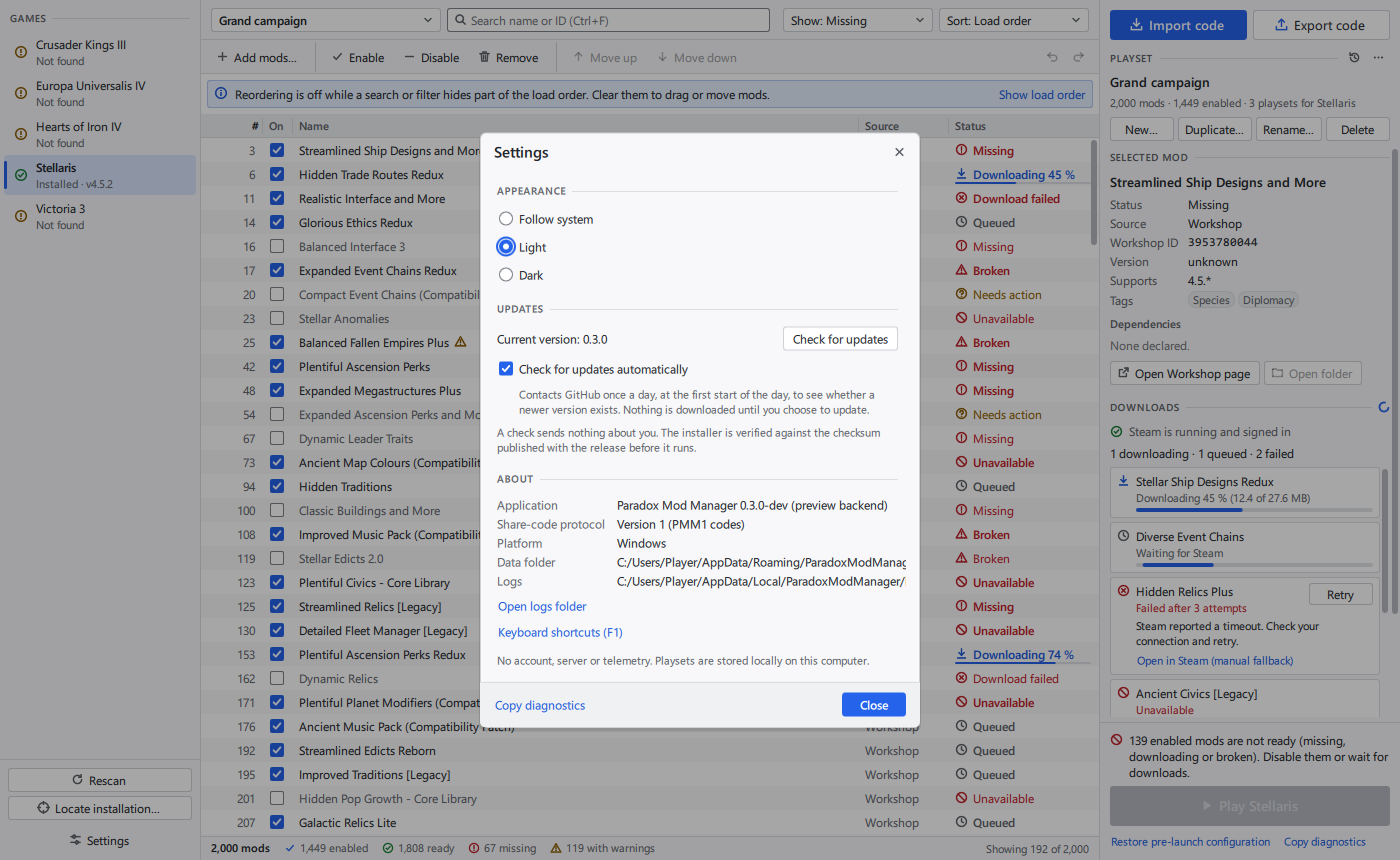 GAMES
Crusader Kings III
Not found
Europa Universalis IV
Not found
Hearts of Iron IV
Not found
Stellaris
Installed · v4.5.2
Victoria 3
Not found
Rescan
Locate installation...
Settings
Grand campaign
Search name or ID (Ctrl+F)
Show: Missing
Sort: Load order
Add mods...
Enable
Disable
Remove
Move up
Move down
Reordering is off while a search or filter hides part of the load order. Clear them to drag or move mods.
Show load order
# On Name Source Status
3 Streamlined Ship Designs and Mor Missing
6 Hidden Trade Routes Redux Downloading 45 %
11 Realistic Interface and More Download failed
14 Glorious Ethics Redux Queued
16 Balanced Interface 3 Missing
17 Expanded Event Chains Redux Broken
20 Compact Event Chains (Compatibil Needs action
23 Stellar Anomalies Unavailable
25 Balanced Fallen Empires Plus Broken
42 Plentiful Ascension Perks Missing
48 Expanded Megastructures Plus Missing
54 Expanded Ascension Perks and Mo Needs action
67 Dynamic Leader Traits Missing
73 Ancient Map Colours (Compatibilit Unavailable
94 Hidden Traditions Queued
100 Classic Buildings and More Missing
108 Improved Music Pack (Compatibilit Broken
119 Stellar Edicts 2.0 Broken
123 Plentiful Civics - Core Library Unavailable
125 Streamlined Relics [Legacy] Missing
130 Detailed Fleet Manager [Legacy] Unavailable
153 Plentiful Ascension Perks Redux Downloading 74 %
162 Dynamic Relics Download failed
171 Plentiful Planet Modifiers (Compat Unavailable
176 Ancient Music Pack (Compatibility Patch) Workshop Queued
192 Streamlined Edicts Reborn Workshop Queued
195 Improved Traditions [Legacy] Workshop Queued
201 Hidden Pop Growth - Core Library Workshop Unavailable
207 Galactic Relics Lite Workshop Queued
2,000 mods 1,449 enabled 1,808 ready 67 missing 119 with warnings Showing 192 of 2,000
Settings
APPEARANCE
Follow system
Light
Dark
UPDATES
Current version: 0.3.0
Check for updates
Check for updates automatically
Contacts GitHub once a day, at the first start of the day, to see whether a
newer version exists. Nothing is downloaded until you choose to update.
A check sends nothing about you. The installer is verified against the checksum
published with the release before it runs.
ABOUT
Application Paradox Mod Manager 0.3.0-dev (preview backend)
Share-code protocol Version 1 (PMM1 codes)
Platform Windows
Data folder C:/Users/Player/AppData/Roaming/ParadoxModManag
Logs C:/Users/Player/AppData/Local/ParadoxModManager/
Open logs folder
Keyboard shortcuts (F1)
No account, server or telemetry. Playsets are stored locally on this computer.
Copy diagnostics
Close
Import code
Export code
PLAYSET
Grand campaign
2,000 mods · 1,449 enabled · 3 playsets for Stellaris
New...
Duplicate...
Rename...
Delete
SELECTED MOD
Streamlined Ship Designs and More
Status Missing
Source Workshop
Workshop ID 3953780044
Version unknown
Supports 4.5.*
Tags Species Diplomacy
Dependencies
None declared.
Open Workshop page
Open folder
DOWNLOADS
Steam is running and signed in
1 downloading · 1 queued · 2 failed
Stellar Ship Designs Redux
Downloading 45 % (12.4 of 27.6 MB)
Diverse Event Chains
Waiting for Steam
Hidden Relics Plus
Failed after 3 attempts
Retry
Steam reported a timeout. Check your
connection and retry.
Open in Steam (manual fallback)
Ancient Civics [Legacy]
Unavailable
139 enabled mods are not ready (missing,
downloading or broken). Disable them or wait for
downloads.
Play Stellaris
Restore pre-launch configuration
Copy diagnostics